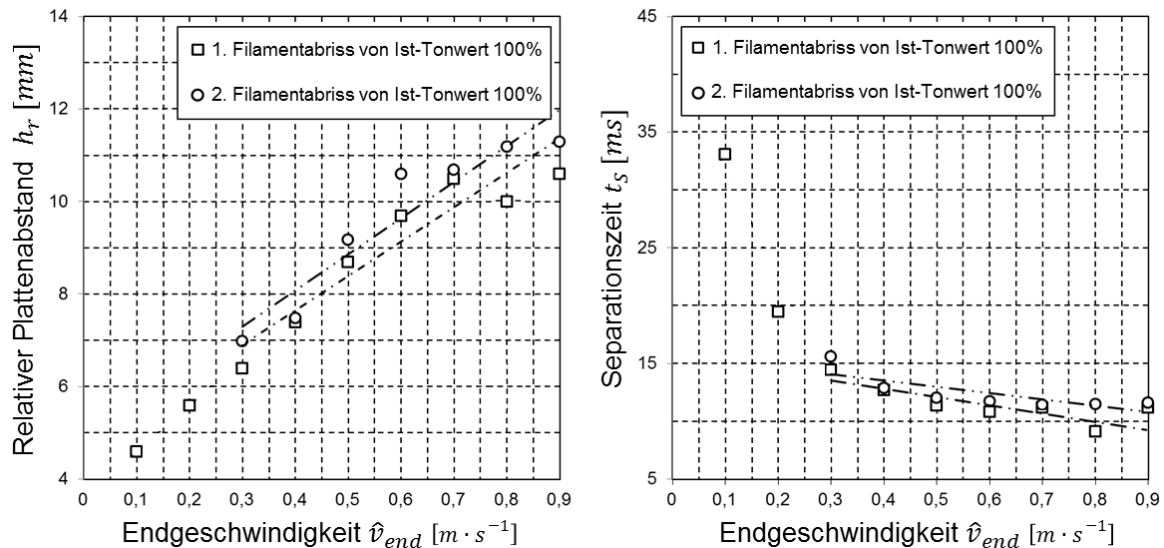 Relativer Plattenabstand h_r [mm]
14
12
10
8
6
4
1. Filamentabriss von Ist-Tonwert 100%
2. Filamentabriss von Ist-Tonwert 100%
0 0,1 0,2 0,3 0,4 0,5 0,6 0,7 0,8 0,9
Endgeschwindigkeit v̂_end [m · s⁻¹]
Separationszeit t_S [ms]
45
35
25
15
5
1. Filamentabriss von Ist-Tonwert 100%
2. Filamentabriss von Ist-Tonwert 100%
0 0,1 0,2 0,3 0,4 0,5 0,6 0,7 0,8 0,9
Endgeschwindigkeit v̂_end [m · s⁻¹]